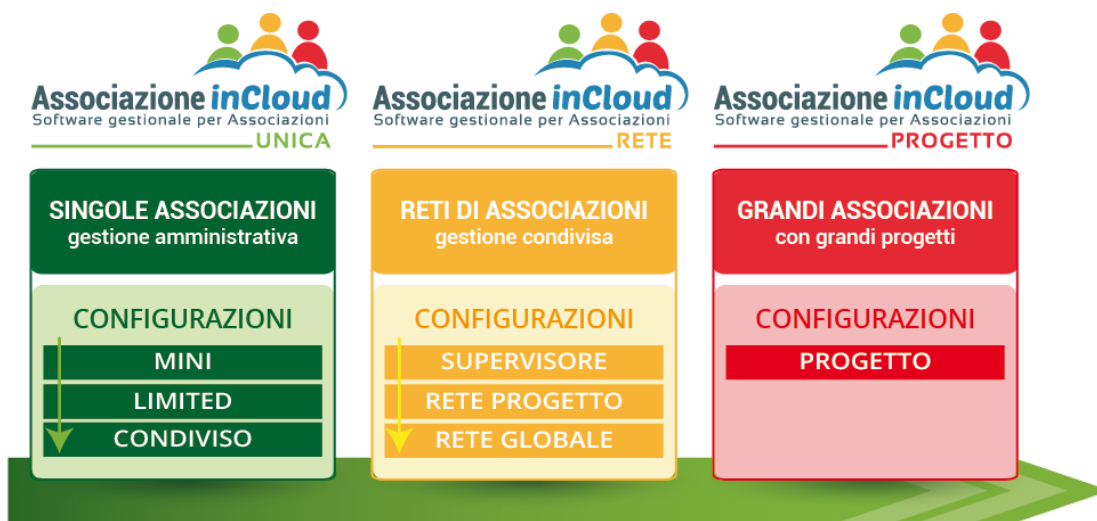 Associazione inCloud
Software gestionale per Associazioni
UNICA
SINGOLE ASSOCIAZIONI
gestione amministrativa
CONFIGURAZIONI
MINI
LIMITED
CONDIVISO
Associazione inCloud
Software gestionale per Associazioni
RETE
RETI DI ASSOCIAZIONI
gestione condivisa
CONFIGURAZIONI
SUPERVISORE
RETE PROGETTO
RETE GLOBALE
Associazione inCloud
Software gestionale per Associazioni
PROGETTO
GRANDI ASSOCIAZIONI
con grandi progetti
CONFIGURAZIONI
PROGETTO